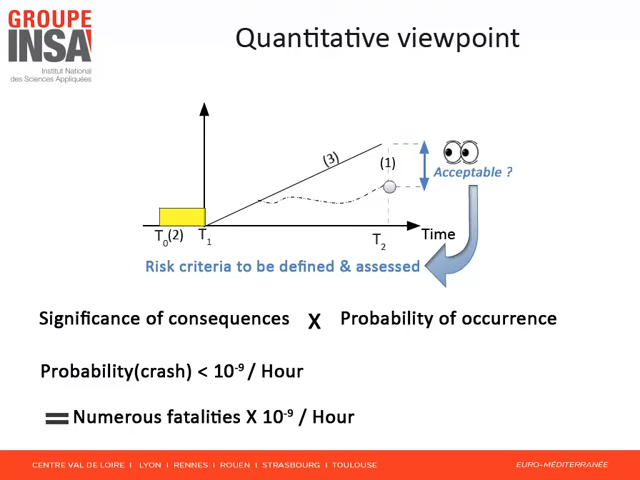 GROUPE
INSA
Institut National
des Sciences Appliquées
Quantitative viewpoint
(3)
(1)
Acceptable ?
T0(2)
T1
T2
Time
Risk criteria to be defined & assessed
Significance of consequences X Probability of occurrence
Probability(crash) < 10-9 / Hour
= Numerous fatalities X 10-9 / Hour
CENTRE VAL DE LOIRE | LYON | RENNES | ROUEN | STRASBOURG | TOULOUSE
EURO-MÉDITERRANÉE